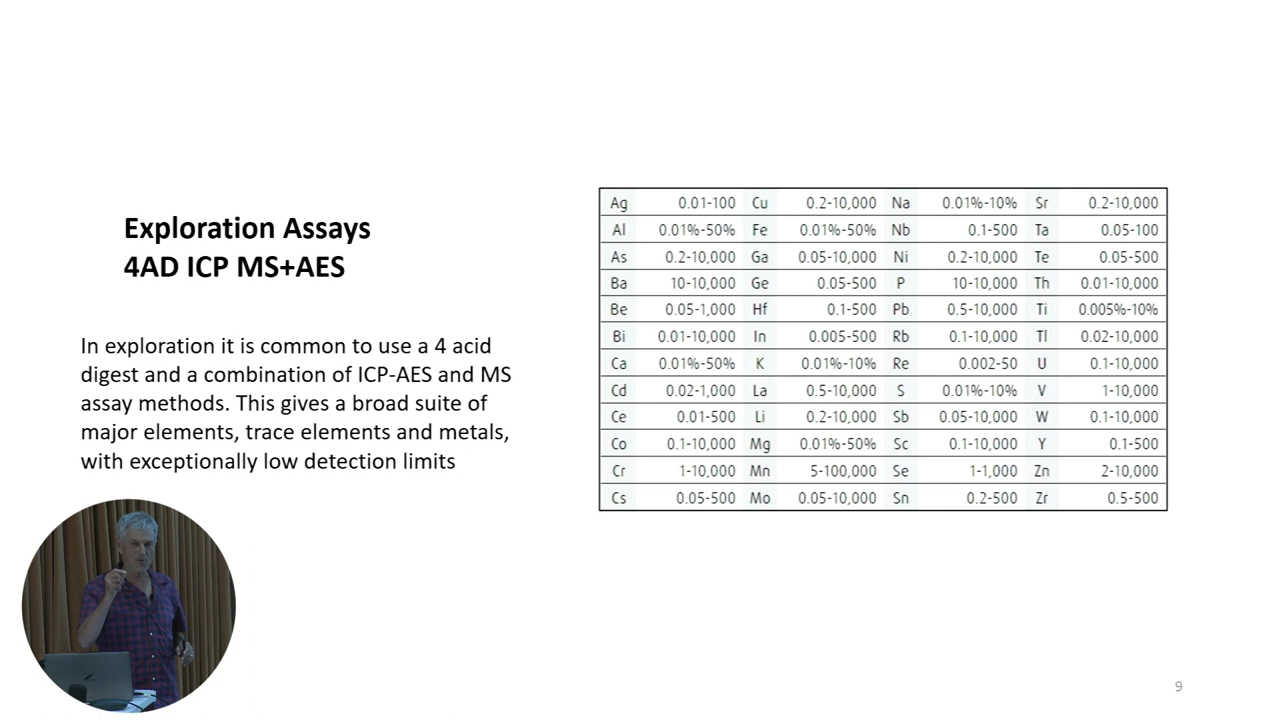 Exploration Assays
4AD ICP MS+AES
In exploration it is common to use a 4 acid
digest and a combination of ICP-AES and MS
assay methods. This gives a broad suite of
major elements, trace elements and metals,
with exceptionally low detection limits
Ag 0.01-100 Cu 0.2-10,000 Na 0.01%-10% Sr 0.2-10,000
Al 0.01%-50% Fe 0.01%-50% Nb 0.1-500 Ta 0.05-100
As 0.2-10,000 Ga 0.05-10,000 Ni 0.2-10,000 Te 0.05-500
Ba 10-10,000 Ge 0.05-500 P 10-10,000 Th 0.01-10,000
Be 0.05-1,000 Hf 0.1-500 Pb 0.5-10,000 Ti 0.005%-10%
Bi 0.01-10,000 In 0.005-500 Rb 0.1-10,000 Tl 0.02-10,000
Ca 0.01%-50% K 0.01%-10% Re 0.002-50 U 0.1-10,000
Cd 0.02-1,000 La 0.5-10,000 S 0.01%-10% V 1-10,000
Ce 0.01-500 Li 0.2-10,000 Sb 0.05-10,000 W 0.1-10,000
Co 0.1-10,000 Mg 0.01%-50% Sc 0.1-10,000 Y 0.1-500
Cr 1-10,000 Mn 5-100,000 Se 1-1,000 Zn 2-10,000
Cs 0.05-500 Mo 0.05-10,000 Sn 0.2-500 Zr 0.5-500
9